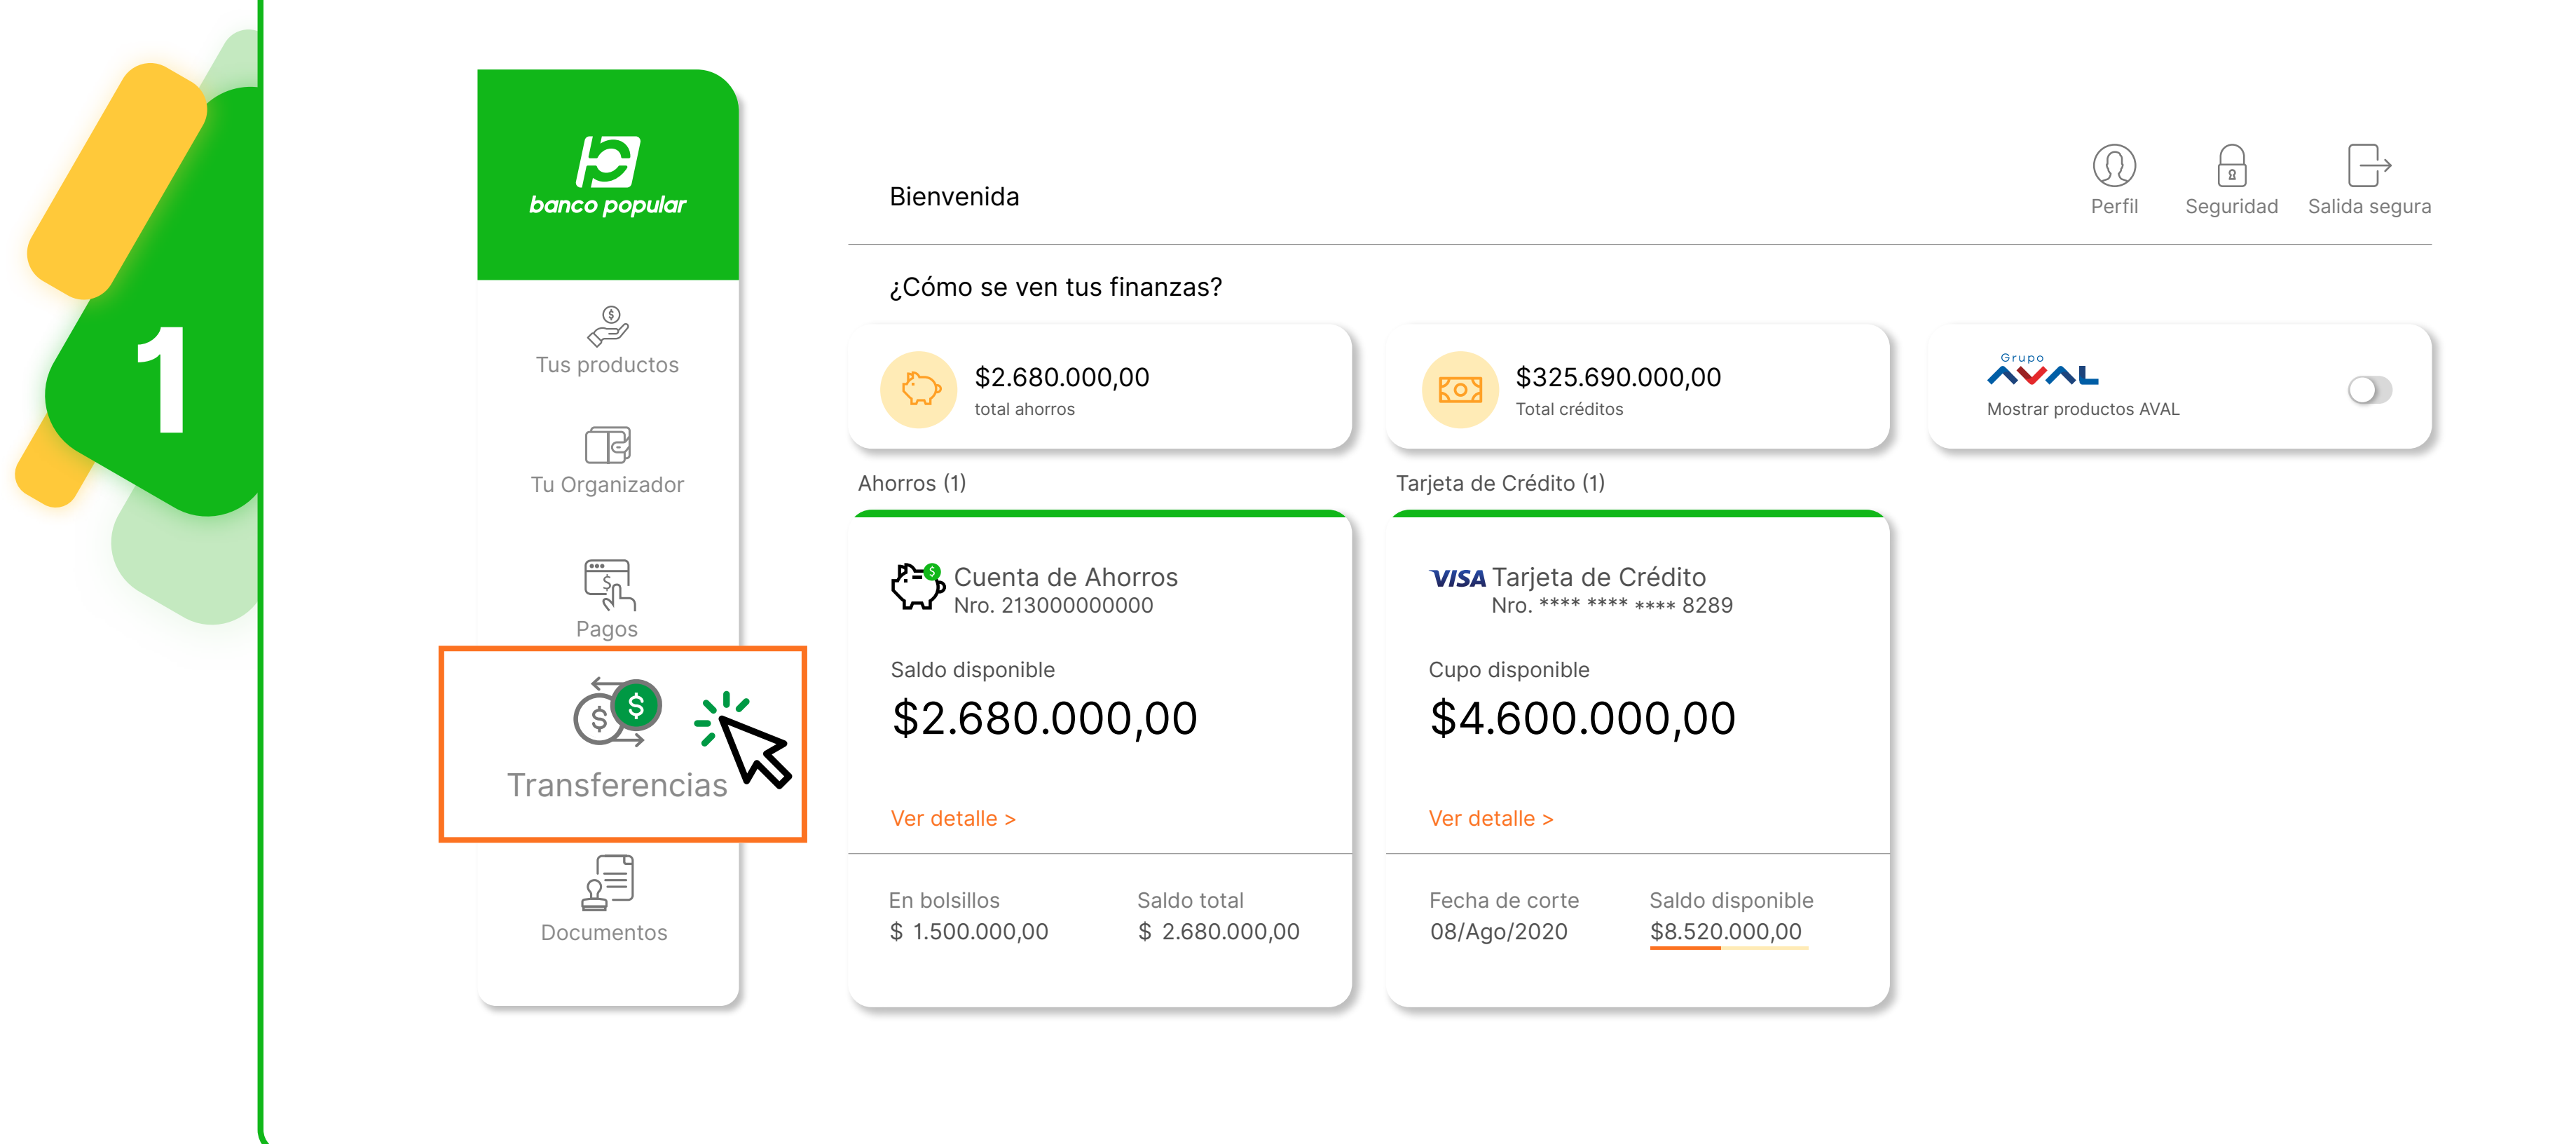 1
banco popular
Tus productos
Tu Organizador
Pagos
$
$
Transferencias
Documentos
Bienvenida
Perfil
Seguridad
Salida segura
¿Cómo se ven tus finanzas?
$2.680.000,00
total ahorros
$325.690.000,00
Total créditos
Grupo
AVAL
Mostrar productos AVAL
Ahorros (1)
Cuenta de Ahorros
Nro. 213000000000
Saldo disponible
$2.680.000,00
Ver detalle >
En bolsillos
$ 1.500.000,00
Saldo total
$ 2.680.000,00
Tarjeta de Crédito (1)
VISA Tarjeta de Crédito
Nro. **** **** **** 8289
Cupo disponible
$4.600.000,00
Ver detalle >
Fecha de corte
08/Ago/2020
Saldo disponible
$8.520.000,00